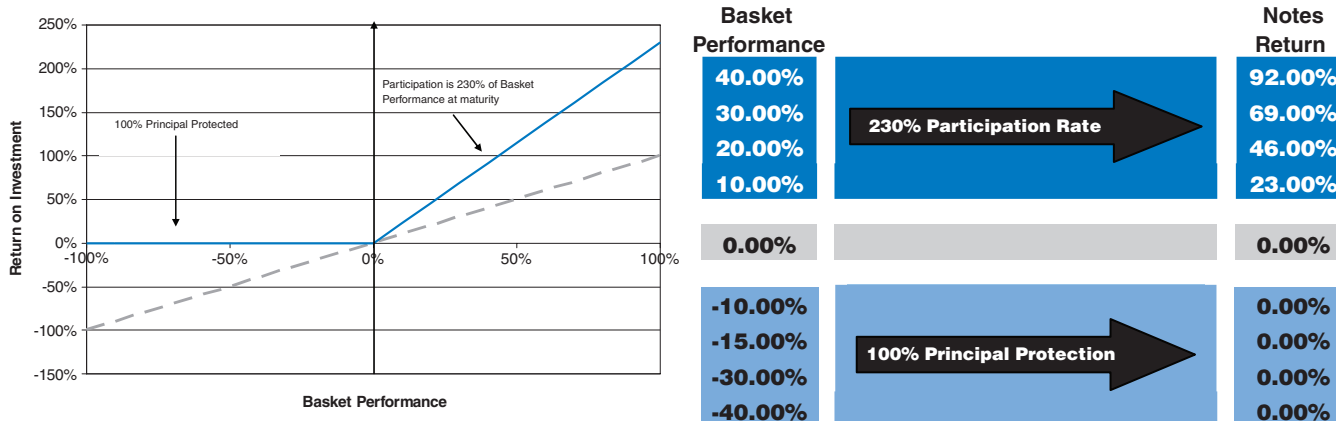 250%
200%
150%
100%
50%
0%
-50%
-100%
-150%
Return on Investment
-100%
-50%
0%
50%
100%
Basket Performance
100% Principal Protected
Participation is 230% of Basket
Performance at maturity
Basket
Performance
Notes
Return
40.00%
92.00%
30.00%
69.00%
230% Participation Rate
20.00%
46.00%
10.00%
23.00%
0.00%
0.00%
-10.00%
0.00%
-15.00%
0.00%
100% Principal Protection
-30.00%
0.00%
-40.00%
0.00%